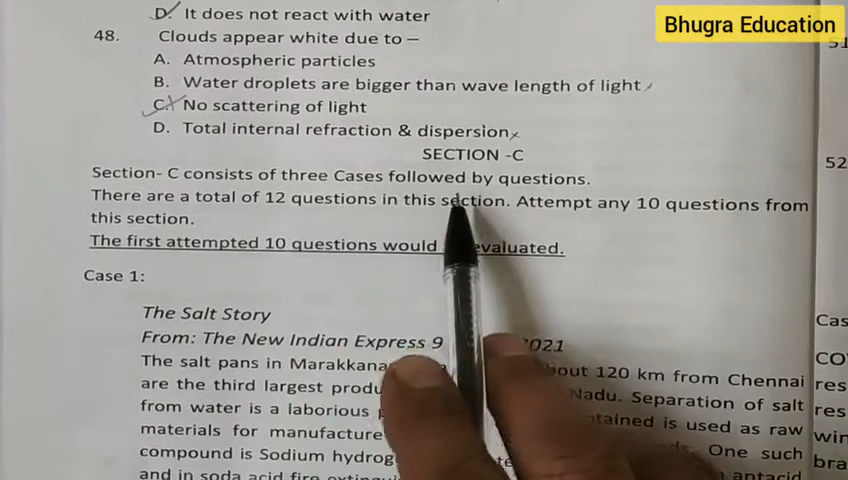 Bhugra Education
D. It does not react with water
48. Clouds appear white due to –
A. Atmospheric particles
B. Water droplets are bigger than wave length of light
C. No scattering of light
D. Total internal refraction & dispersion
SECTION -C
Section- C consists of three Cases followed by questions.
There are a total of 12 questions in this section. Attempt any 10 questions from
this section.
The first attempted 10 questions would evaluated.
Case 1:
The Salt Story
From: The New Indian Express 9 2021
The salt pans in Marakkana about 120 km from Chennai
are the third largest Nadu. Separation of salt
from water is a laborious is used as raw
materials for manufacture
compound is Sodium One such
and in soda acid fire antacid
51
52
Cas
CO
res
res
win
bra